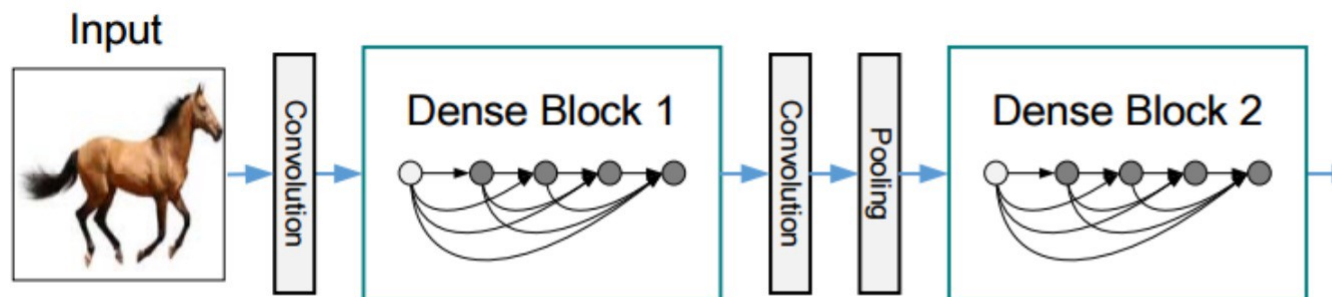 Input
Convolution
Dense Block 1
Convolution
Pooling
Dense Block 2